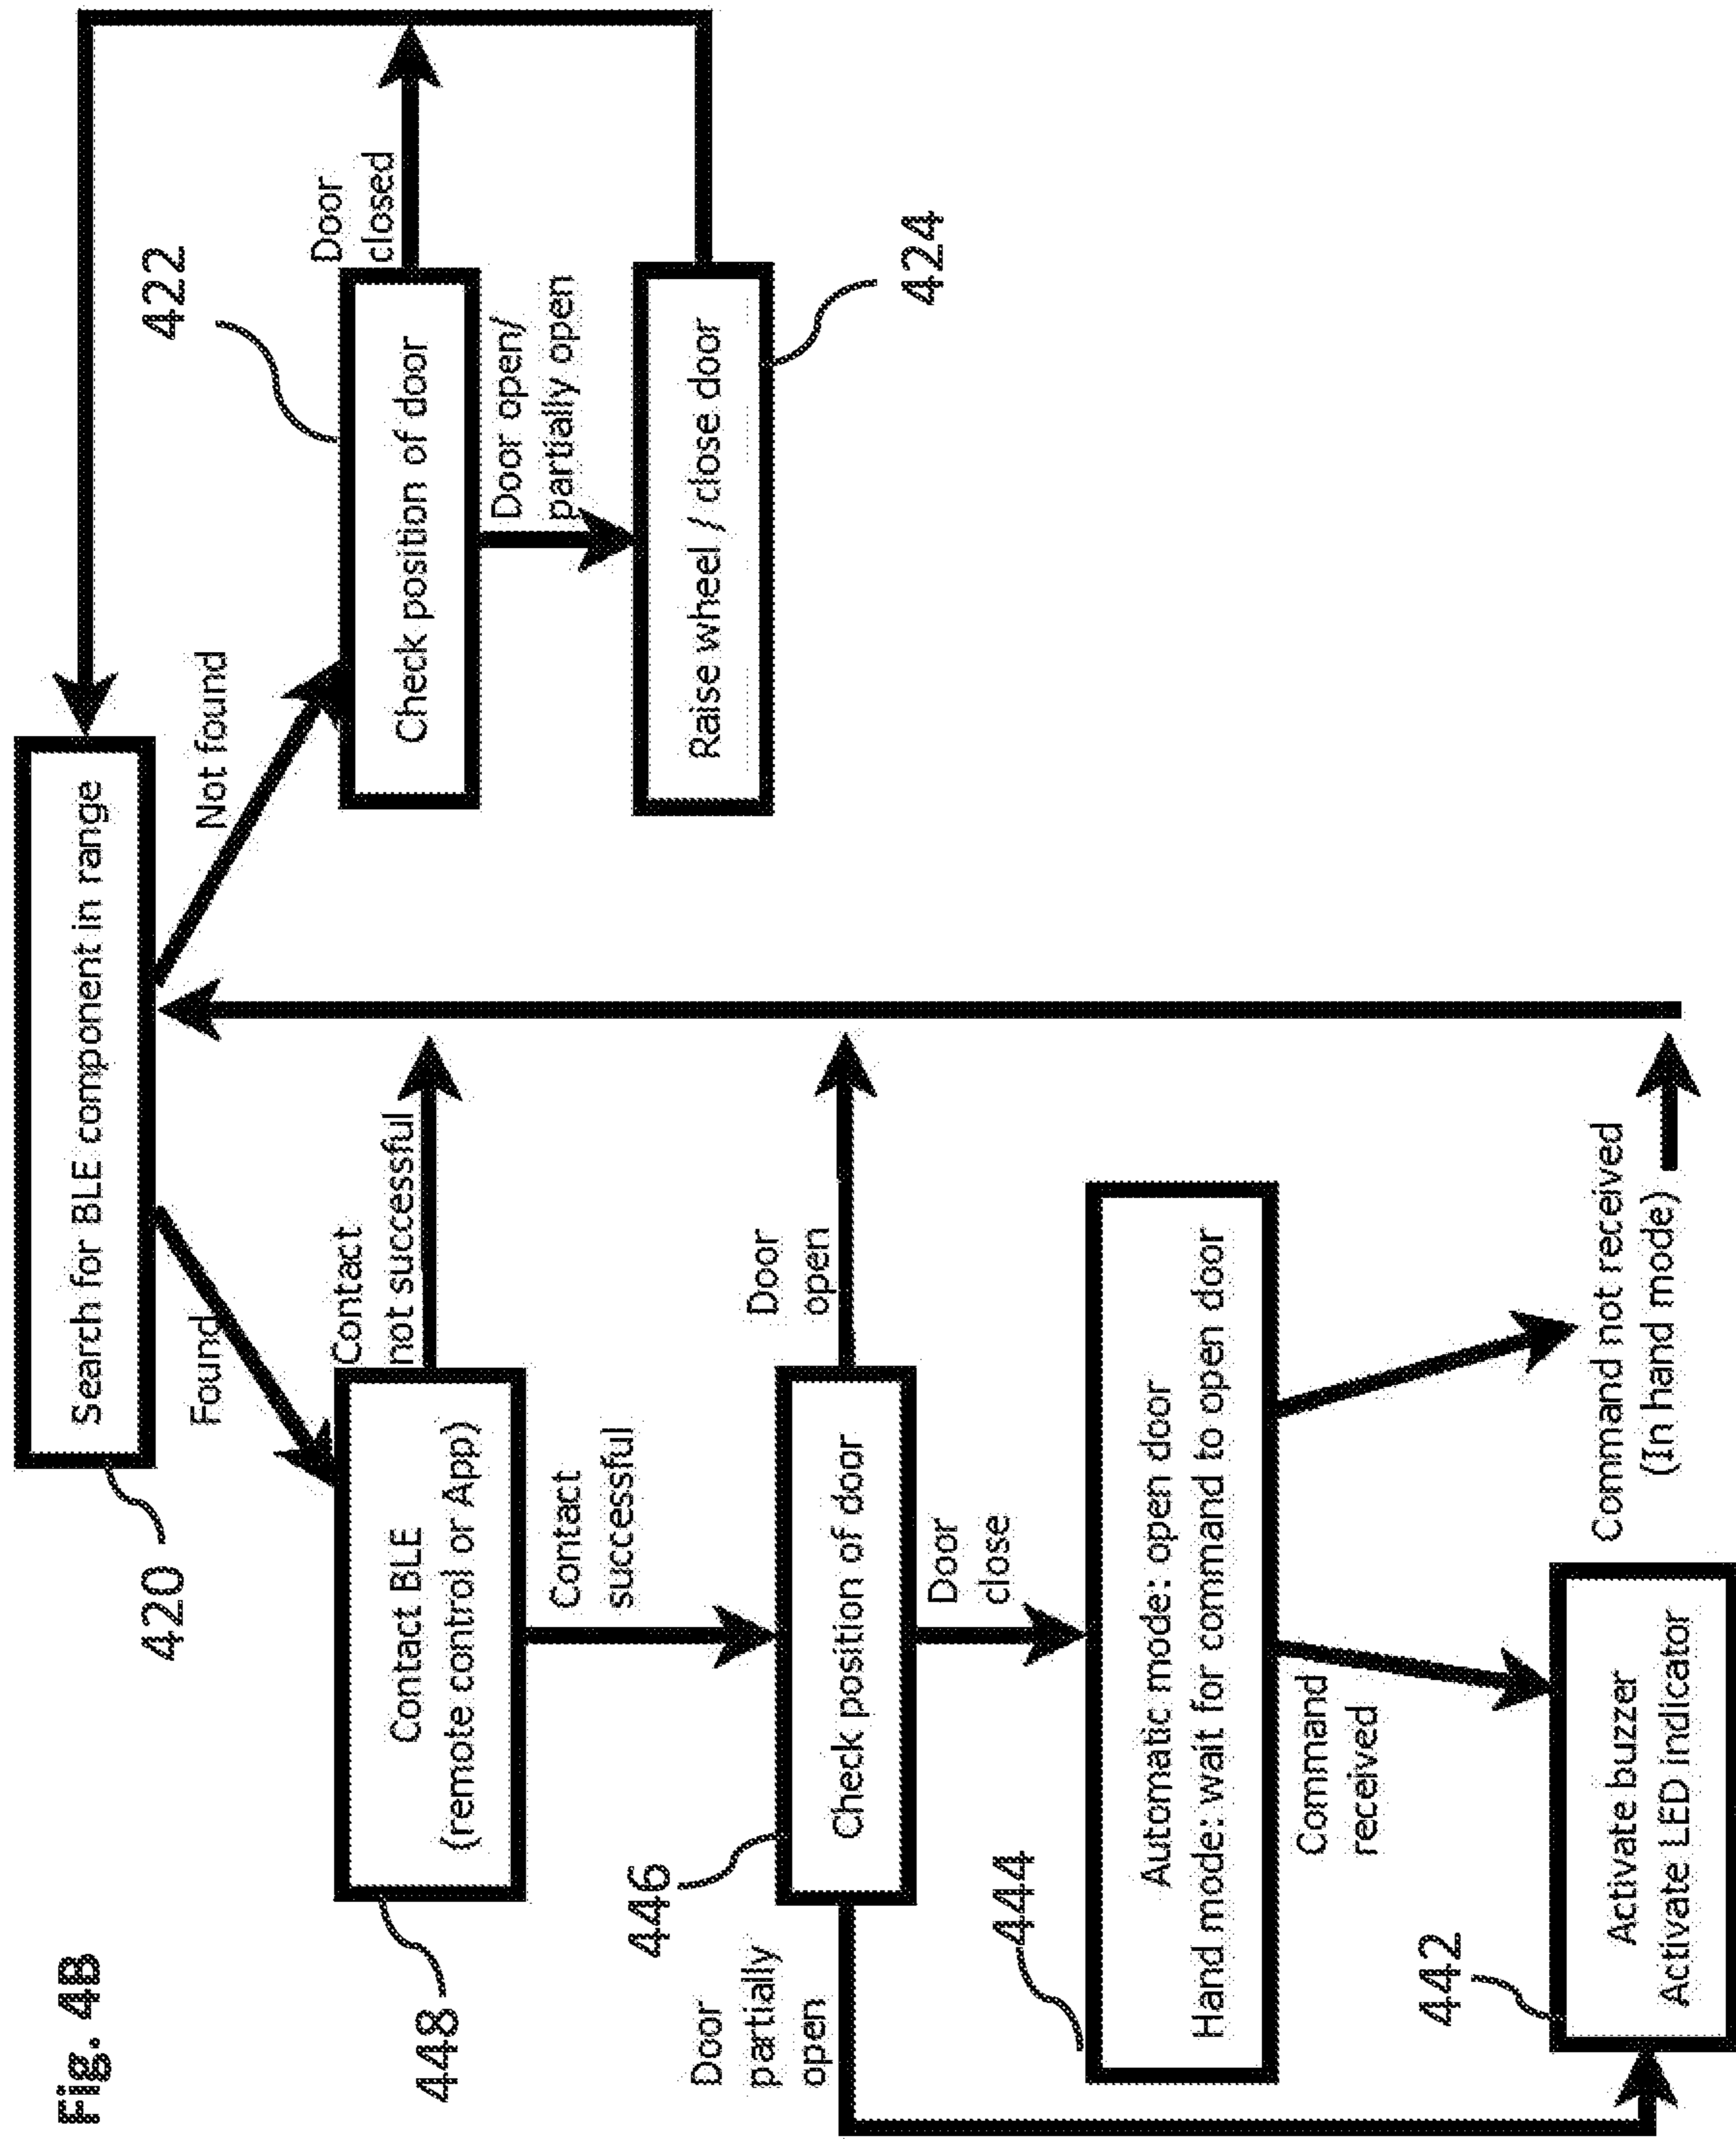 Fig. 4B
420
Search for BLE component in range
Found
Not found
448
Contact BLE
(remote control or App)
Contact
not successful
Contact
successful
422
Check position of door
Door
closed
Door open/
partially open
Raise wheel / close door
424
446
Check position of door
Door
open
Door
partially
open
Door
close
444
Automatic mode: open door
Hand mode: wait for command to open door
Command
received
Command not received
(In hand mode)
442
Activate buzzer
Activate LED indicator